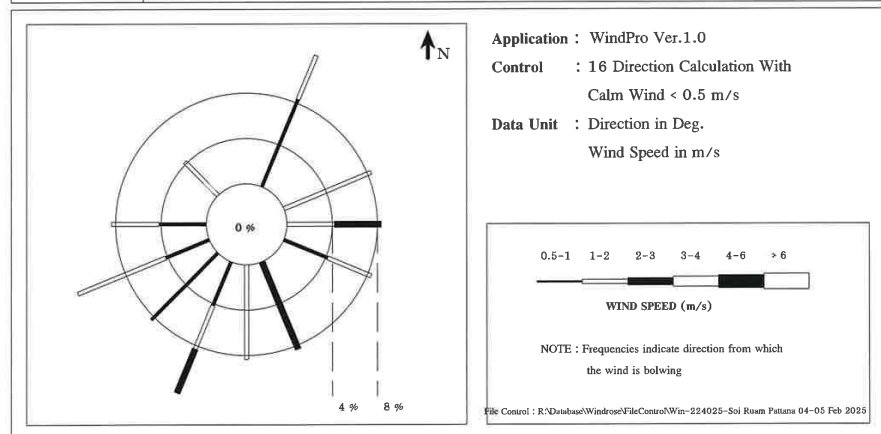 N
Application : WindPro Ver.1.0
Control : 16 Direction Calculation With
Calm Wind < 0.5 m/s
Data Unit : Direction in Deg.
Wind Speed in m/s
0 %
4 % 8 %
0.5-1 1-2 2-3 3-4 4-6 > 6
WIND SPEED (m/s)
NOTE : Frequencies indicate direction from which
the wind is bolwing
File Control : R:\Database\Windrose\FileControl\Win-224025-Soi Ruam Pattana 04-05 Feb 2025